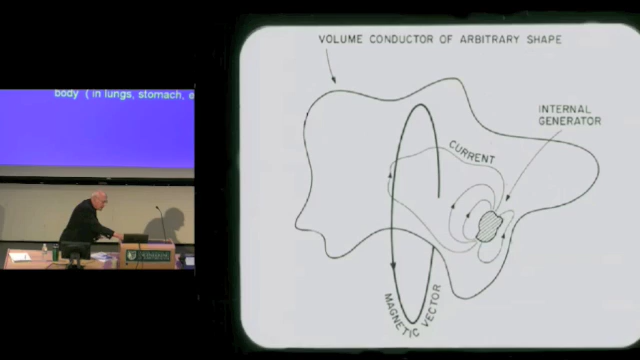 body ( in lungs, stomach, e
VOLUME CONDUCTOR OF ARBITRARY SHAPE
INTERNAL
GENERATOR
CURRENT
MAGNETIC VECTOR